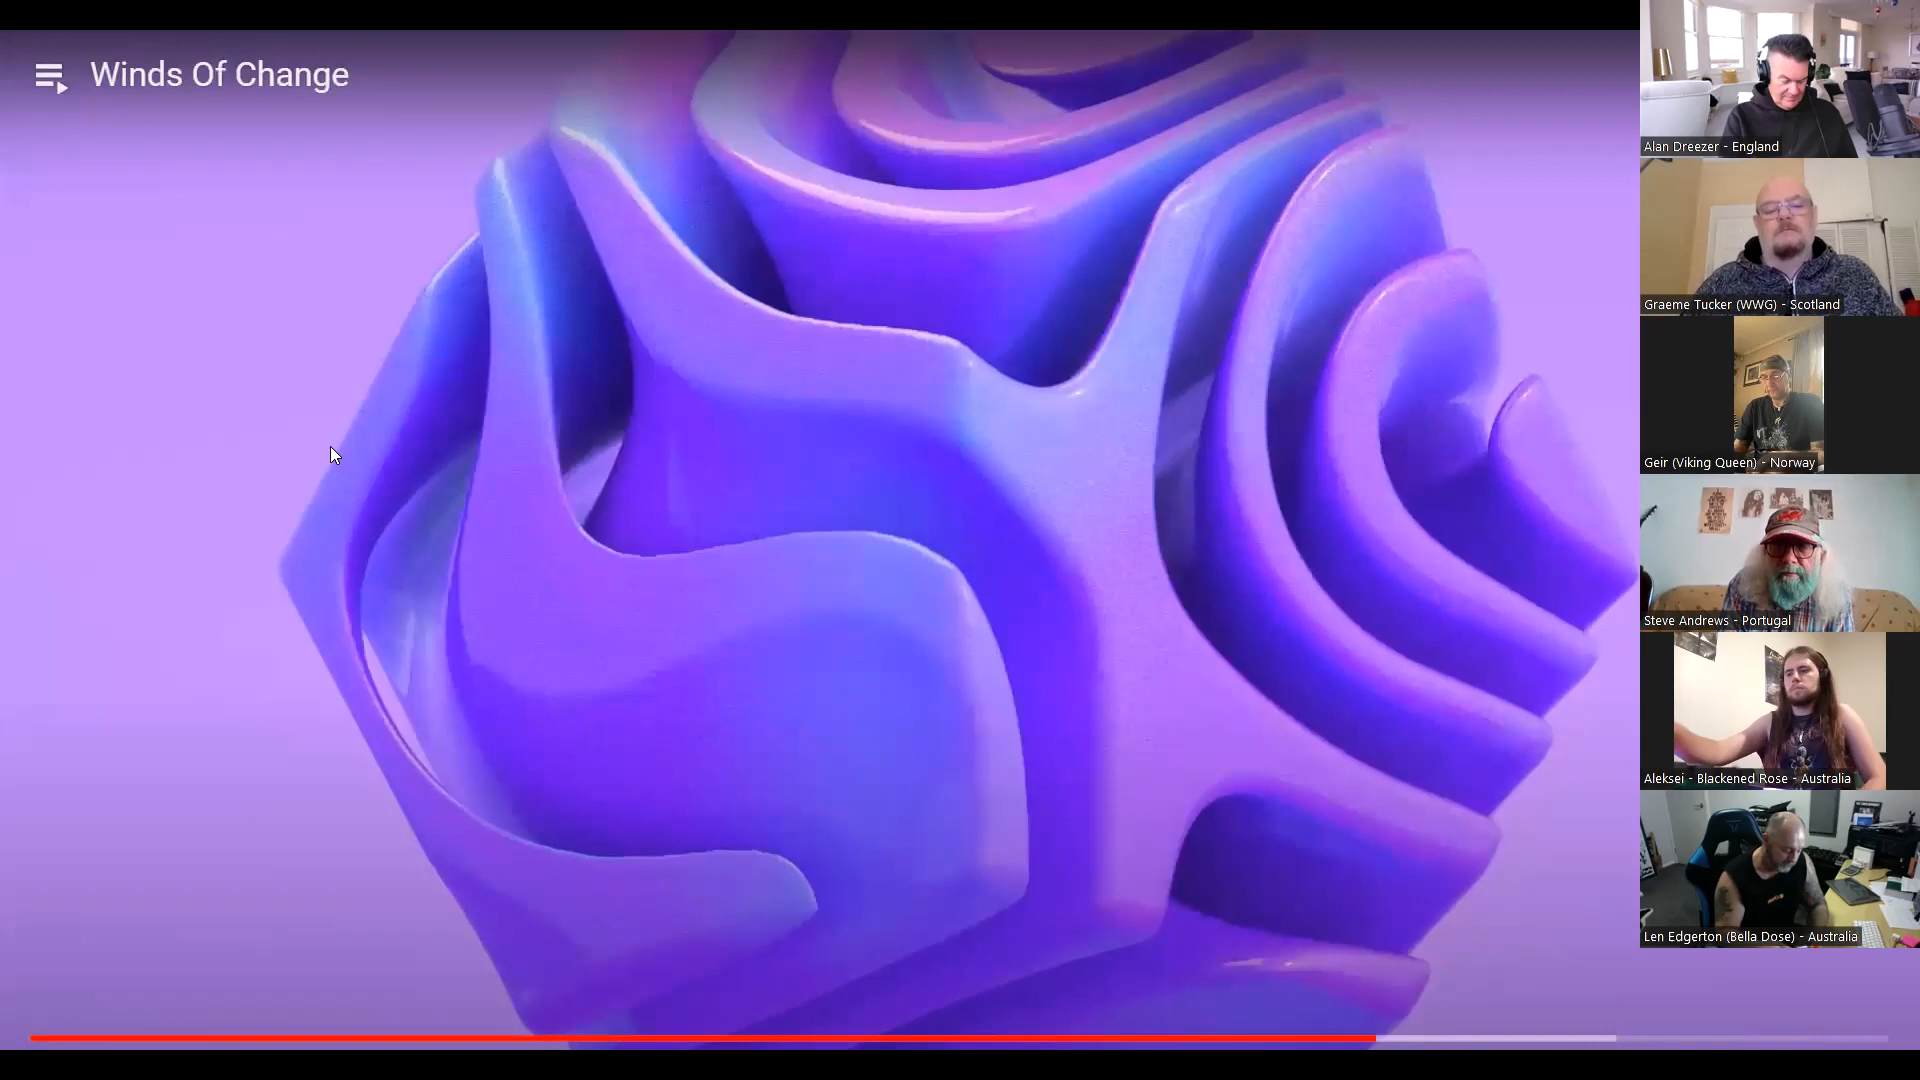 Winds Of Change
Alan Dreezer - England
Graeme Tucker (WWG) - Scotland
Geir (Viking Queen) - Norway
Steve Andrews - Portugal
Aleksei - Blackened Rose - Australia
Len Edgerton (Bella Dose) - Australia